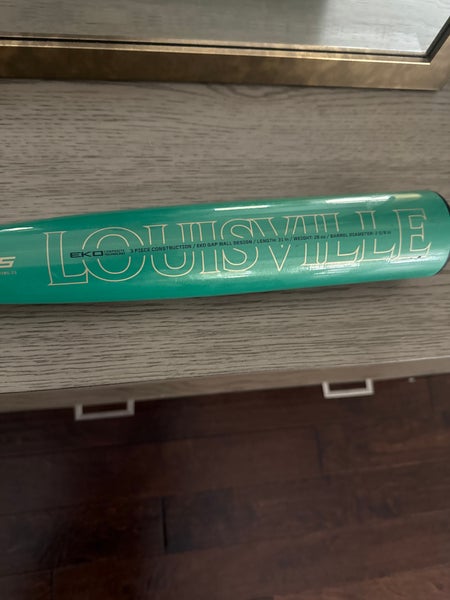 LOUISVILLE
EKO
3 PIECE CONSTRUCTION / EKO GAP WALL DESIGN / LENGTH: 31 in / WEIGHT: 28 oz / BARREL DIAMETER: 2 5/8 in